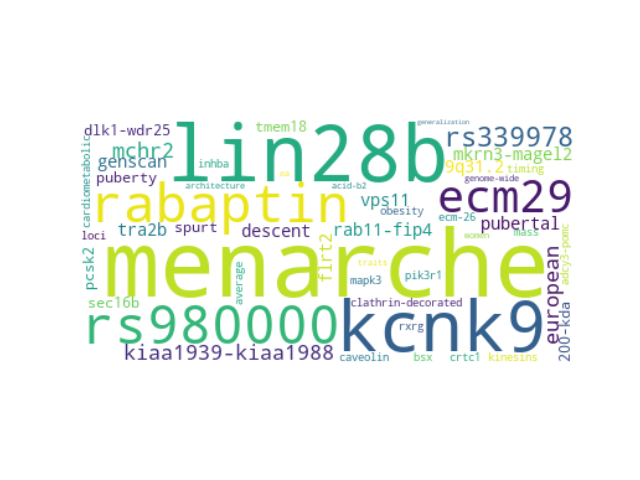 generalization
dlk1-wdr25 lin28b tmem18 rs339978
cardiometabolic mchr2 mkrn3-magel2
genscan inhba 9q31.2 timing
puberty architecture acid-b2 genome-wide
rabaptin vps11 ecm29
obesity ecm-26 pubertal
tra2b spurt descent rab11-fip4 mass
loci flrt2 women adcy3-pomc
menarche
pcsk2 average traits mapk3 pik3r1 european
sec16b clathrin-decorated
rs980000 kcnk9
rxrg 200-kda
kiaa1939-kiaa1988 caveolin bsx crtc1 kinesins